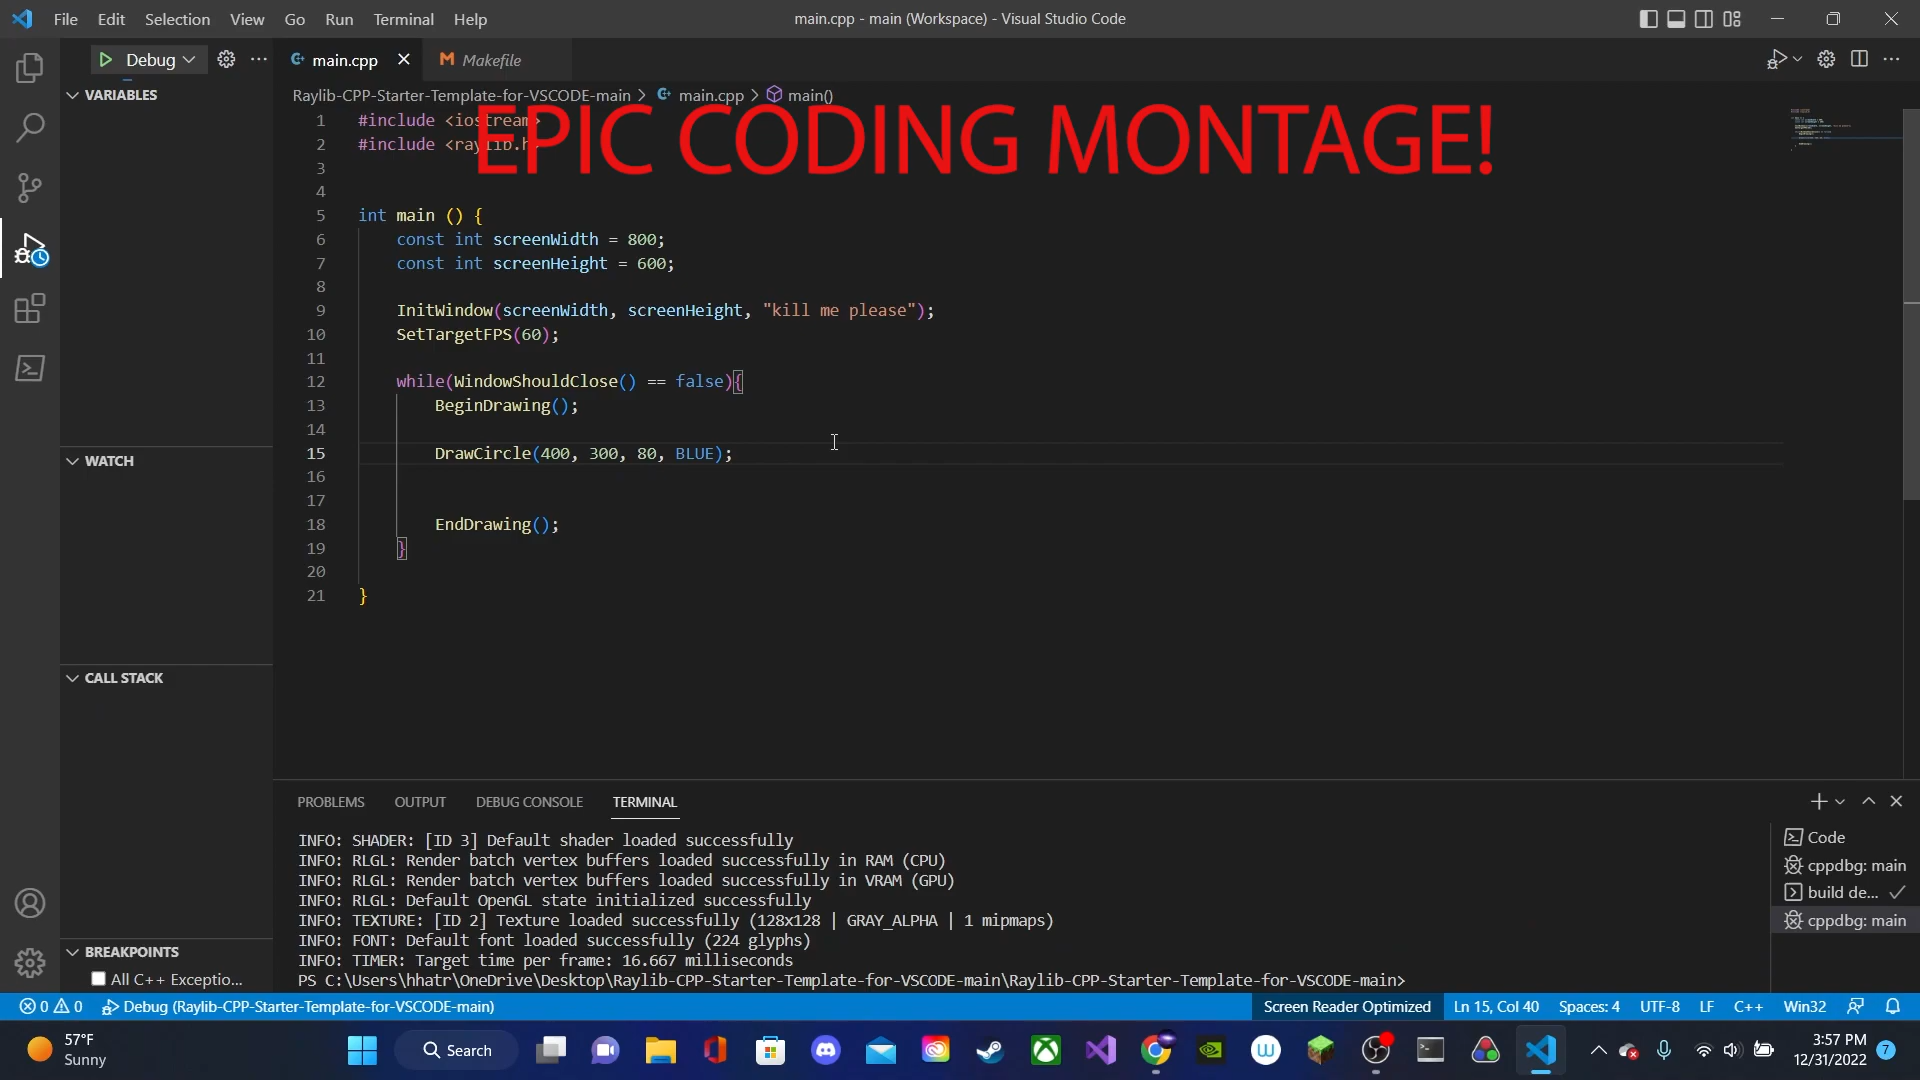 File Edit Selection View Go Run Terminal Help
main.cpp - main (Workspace) - Visual Studio Code
Debug
main.cpp
Makefile
VARIABLES
Raylib-CPP-Starter-Template-for-VSCODE-main > main.cpp > main()
EPIC CODING MONTAGE!
1 #include <iostream>
2 #include <raylib.h>
3
4
5 int main () {
6 const int screenWidth = 800;
7 const int screenHeight = 600;
8
9 InitWindow(screenWidth, screenHeight, "kill me please");
10 SetTargetFPS(60);
11
12 while(WindowShouldClose() == false){
13 BeginDrawing();
14
15 DrawCircle(400, 300, 80, BLUE);
16
17
18 EndDrawing();
19 }
20
21 }
WATCH
CALL STACK
BREAKPOINTS
All C++ Exceptio...
PROBLEMS OUTPUT DEBUG CONSOLE TERMINAL
INFO: SHADER: [ID 3] Default shader loaded successfully
INFO: RLGL: Render batch vertex buffers loaded successfully in RAM (CPU)
INFO: RLGL: Render batch vertex buffers loaded successfully in VRAM (GPU)
INFO: RLGL: Default OpenGL state initialized successfully
INFO: TEXTURE: [ID 2] Texture loaded successfully (128x128 | GRAY_ALPHA | 1 mipmaps)
INFO: FONT: Default font loaded successfully (224 glyphs)
INFO: TIMER: Target time per frame: 16.667 milliseconds
PS C:\Users\hhatr\OneDrive\Desktop\Raylib-CPP-Starter-Template-for-VSCODE-main\Raylib-CPP-Starter-Template-for-VSCODE-main>
Code
cppdbg: main
build de...
cppdbg: main
0 0 Debug (Raylib-CPP-Starter-Template-for-VSCODE-main)
Screen Reader Optimized Ln 15, Col 40 Spaces: 4 UTF-8 LF C++ Win32
57°F
Sunny
Search
3:57 PM
12/31/2022
7